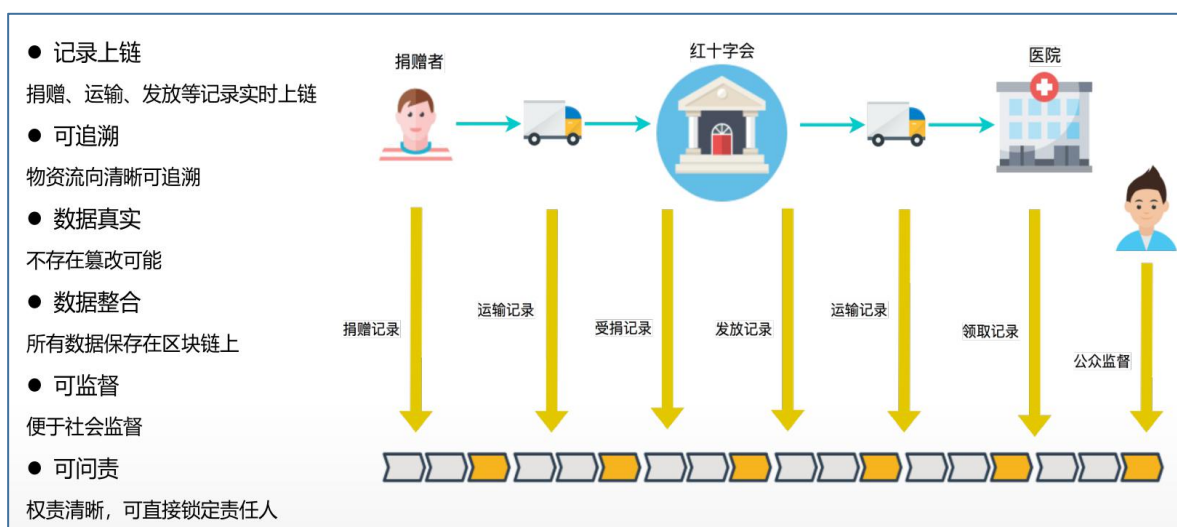 ● 记录上链
捐赠、运输、发放等记录实时上链
● 可追溯
物资流向清晰可追溯
● 数据真实
不存在篡改可能
● 数据整合
所有数据保存在区块链上
● 可监督
便于社会监督
● 可问责
权责清晰，可直接锁定责任人
捐赠者
红十字会
医院
捐赠记录
运输记录
受捐记录
发放记录
运输记录
领取记录
公众监督